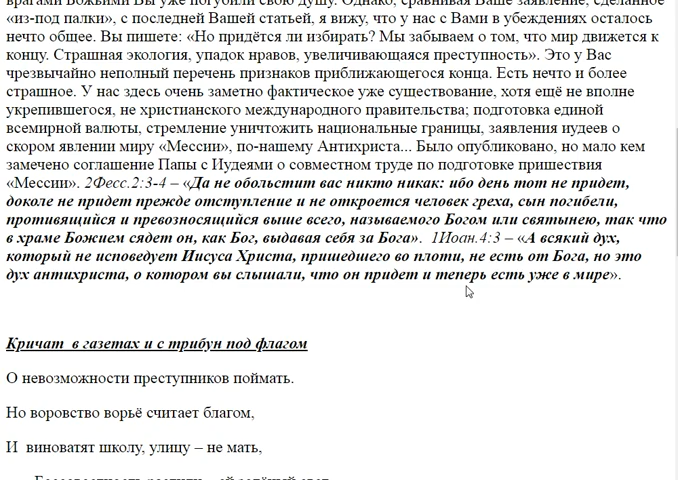 врагами Божьими Вы уже погубили свою душу. Однако, сравнивая Ваше заявление, сделанное
«из-под палки», с последней Вашей статьей, я вижу, что у нас с Вами в убеждениях осталось
нечто общее. Вы пишете: «Но придётся ли избирать? Мы забываем о том, что мир движется к
концу. Страшная экология, упадок нравов, увеличивающаяся преступность». Это у Вас
чрезвычайно неполный перечень признаков приближающегося конца. Есть нечто и более
страшное. У нас здесь очень заметно фактическое уже существование, хотя ещё не вполне
укрепившегося, не христианского международного правительства; подготовка единой
всемирной валюты, стремление уничтожить национальные границы, заявления иудеев о
скором явлении миру «Мессии», по-нашему Антихриста... Было опубликовано, но мало кем
замечено соглашение Папы с Иудеями о совместном труде по подготовке пришествия
«Мессии». 2Фесс.2:3-4 – «Да не обольстит вас никто никак: ибо день тот не придет,
доколе не придет прежде отступление и не откроется человек греха, сын погибели,
противящийся и превозносящийся выше всего, называемого Богом или святынею, так что
в храме Божием сядет он, как Бог, выдавая себя за Бога». 1Иоан.4:3 – «А всякий дух,
который не исповедует Иисуса Христа, пришедшего во плоти, не есть от Бога, но это
дух антихриста, о котором вы слышали, что он придет и теперь есть уже в мире».
Кричат в газетах и с трибун под флагом
О невозможности преступников поймать.
Но воровство ворьё считает благом,
И виноватят школу, улицу – не мать,